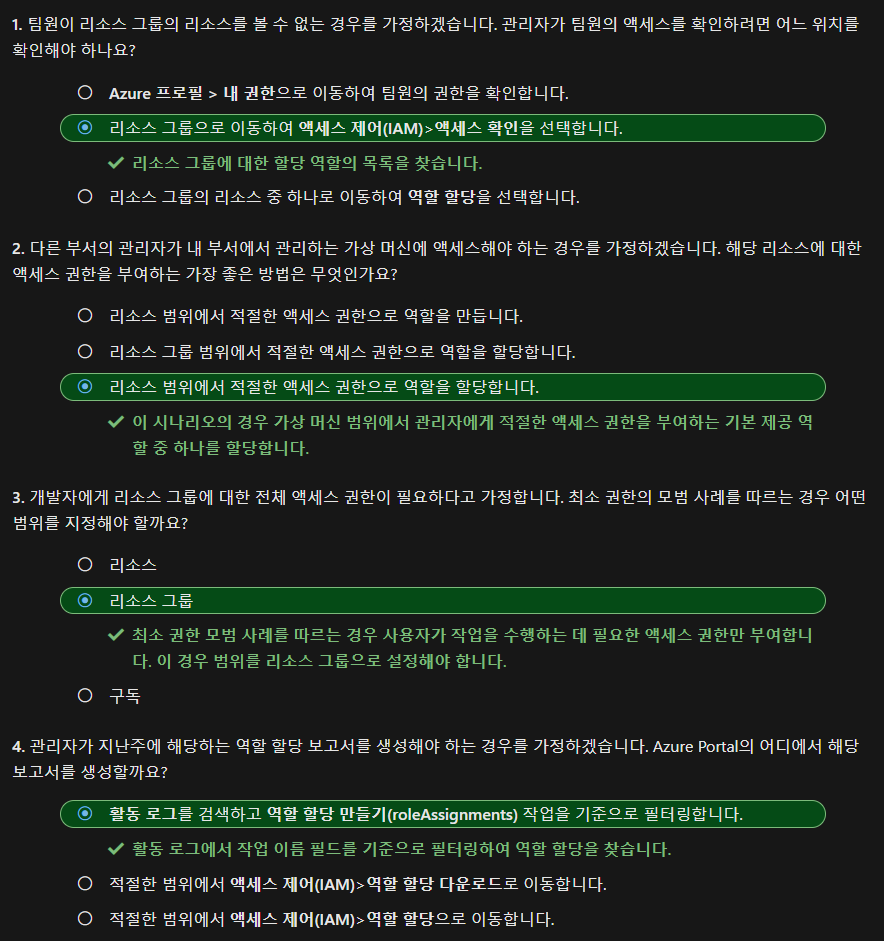 1. 팀원이 리소스 그룹의 리소스를 볼 수 없는 경우를 가정하겠습니다. 관리자가 팀원의 액세스를 확인하려면 어느 위치를
확인해야 하나요?
Azure 프로필 > 내 권한으로 이동하여 팀원의 권한을 확인합니다.
리소스 그룹으로 이동하여 액세스 제어(IAM)>액세스 확인을 선택합니다.
리소스 그룹에 대한 할당 역할의 목록을 찾습니다.
리소스 그룹의 리소스 중 하나로 이동하여 역할 할당을 선택합니다.
2. 다른 부서의 관리자가 내 부서에서 관리하는 가상 머신에 액세스해야 하는 경우를 가정하겠습니다. 해당 리소스에 대한
액세스 권한을 부여하는 가장 좋은 방법은 무엇인가요?
리소스 범위에서 적절한 액세스 권한으로 역할을 만듭니다.
리소스 그룹 범위에서 적절한 액세스 권한으로 역할을 할당합니다.
리소스 범위에서 적절한 액세스 권한으로 역할을 할당합니다.
이 시나리오의 경우 가상 머신 범위에서 관리자에게 적절한 액세스 권한을 부여하는 기본 제공 역
할 중 하나를 할당합니다.
3. 개발자에게 리소스 그룹에 대한 전체 액세스 권한이 필요하다고 가정합니다. 최소 권한의 모범 사례를 따르는 경우 어떤
범위를 지정해야 할까요?
리소스
리소스 그룹
최소 권한 모범 사례를 따르는 경우 사용자가 작업을 수행하는 데 필요한 액세스 권한만 부여합니
다. 이 경우 범위를 리소스 그룹으로 설정해야 합니다.
구독
4. 관리자가 지난주에 해당하는 역할 할당 보고서를 생성해야 하는 경우를 가정하겠습니다. Azure Portal의 어디에서 해당
보고서를 생성할까요?
활동 로그를 검색하고 역할 할당 만들기(roleAssignments) 작업을 기준으로 필터링합니다.
활동 로그에서 작업 이름 필드를 기준으로 필터링하여 역할 할당을 찾습니다.
적절한 범위에서 액세스 제어(IAM)>역할 할당 다운로드로 이동합니다.
적절한 범위에서 액세스 제어(IAM)>역할 할당으로 이동합니다.